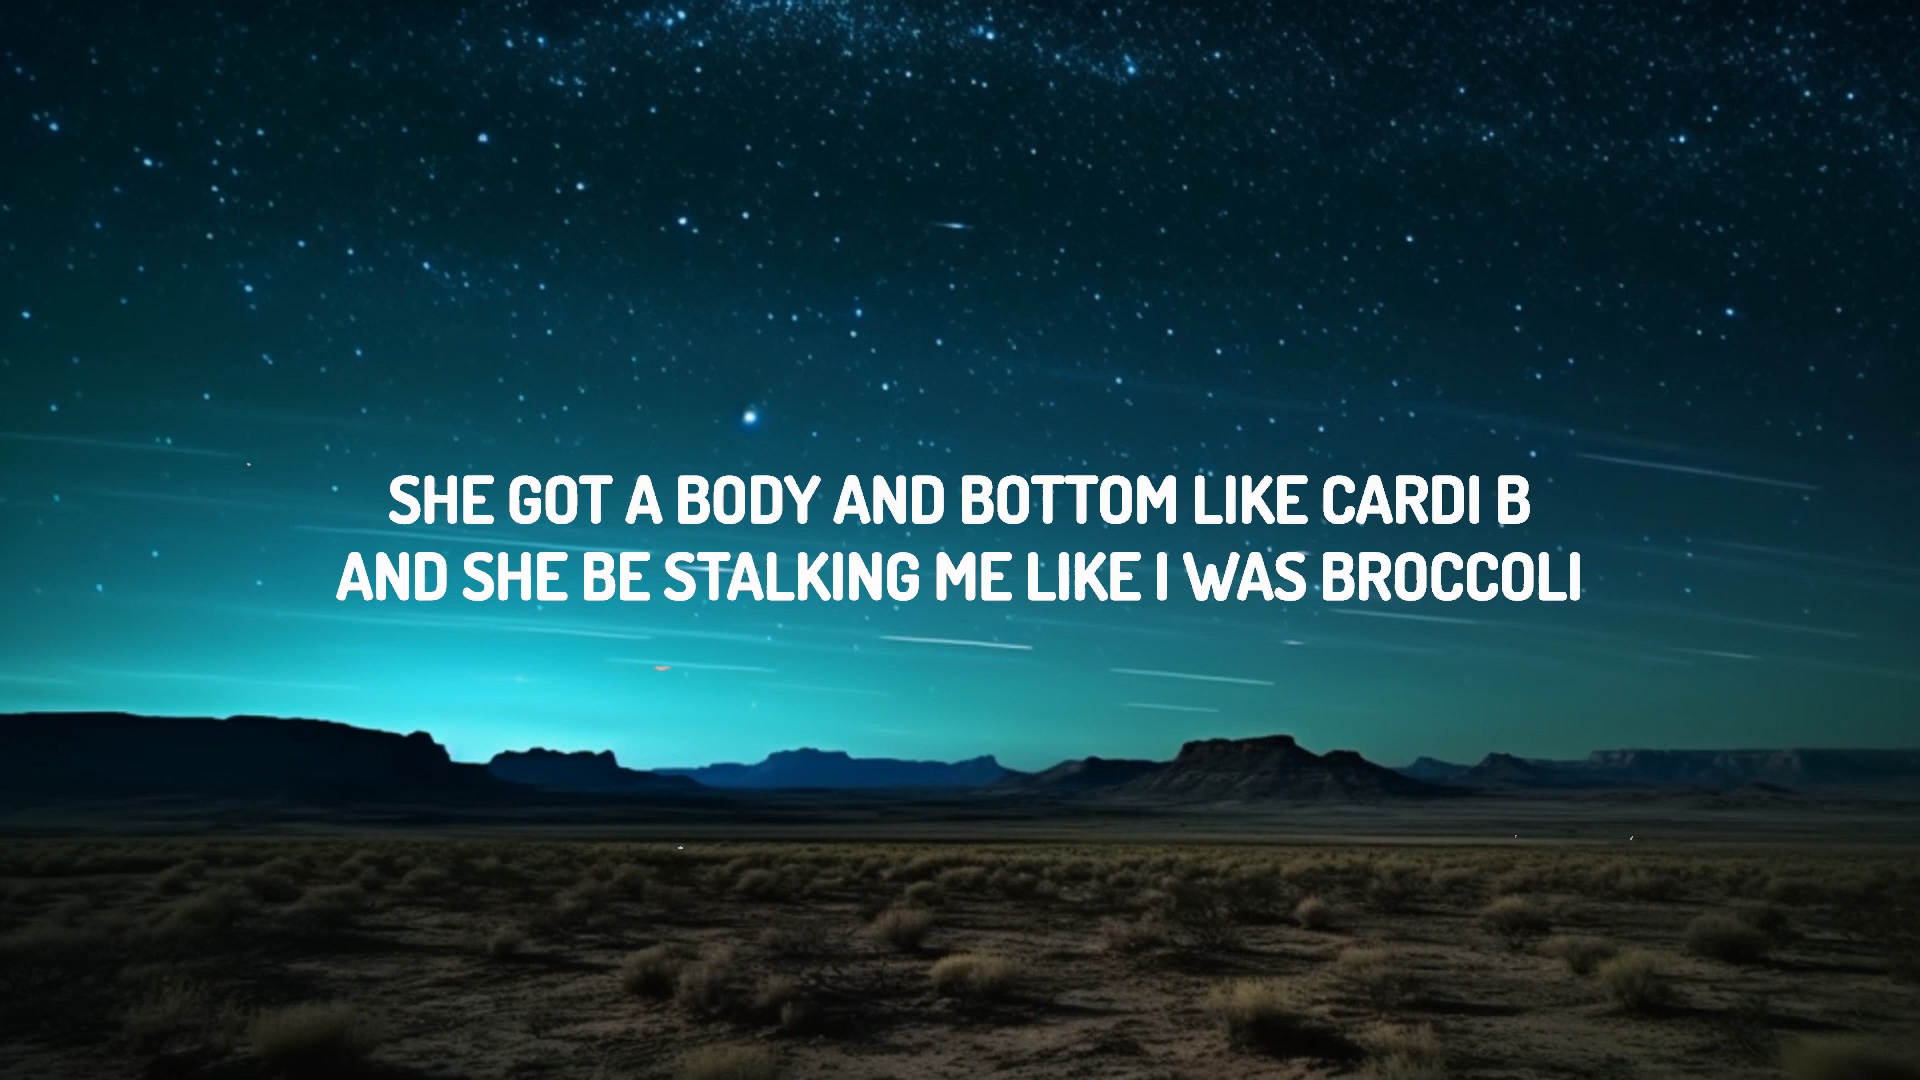 SHE GOT A BODY AND BOTTOM LIKE CARDI B
AND SHE BE STALKING ME LIKE I WAS BROCCOLI